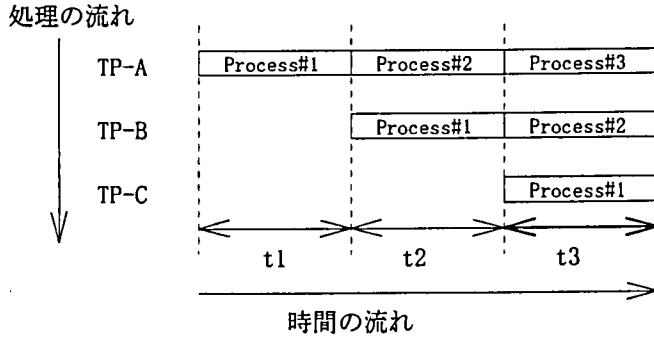 処理の流れ
TP-A Process#1 Process#2 Process#3
TP-B Process#1 Process#2
TP-C Process#1
t1 t2 t3
時間の流れ